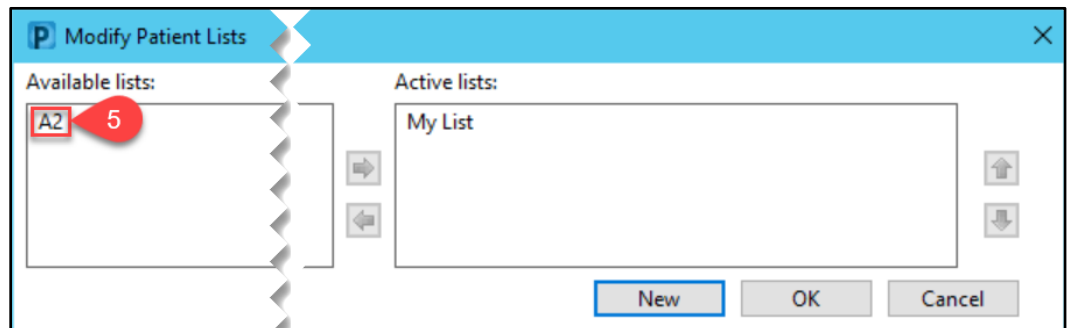 P Modify Patient Lists
Available lists:
Active lists:
A2 5
My List
New OK Cancel